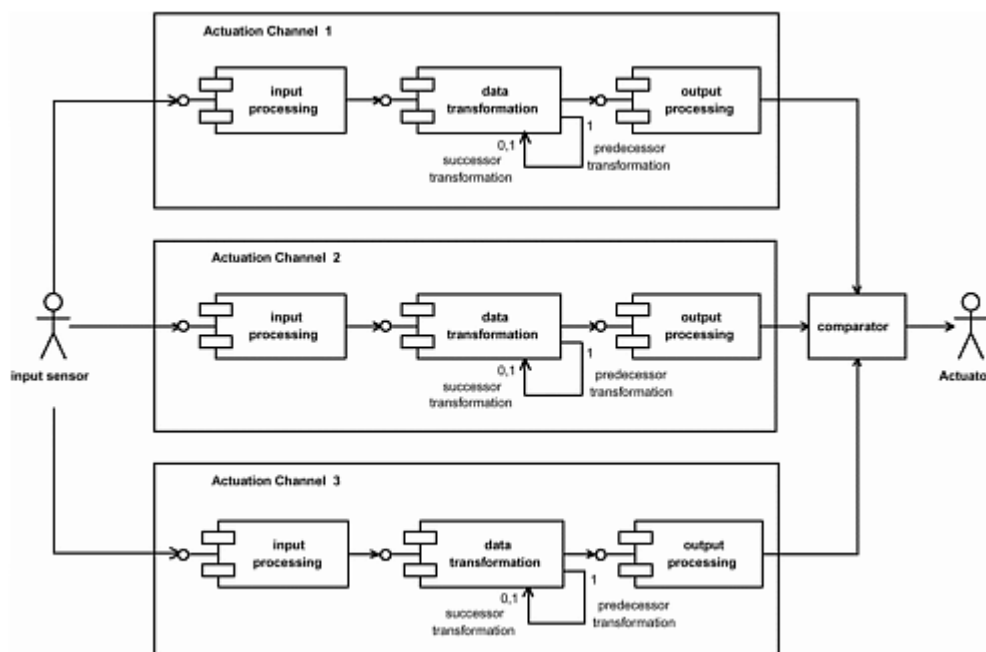 Actuation Channel 1
input
processing
data
transformation
output
processing
0,1
1
successor
transformation
predecessor
transformation
Actuation Channel 2
input
processing
data
transformation
output
processing
0,1
1
successor
transformation
predecessor
transformation
input sensor
comparator
Actuator
Actuation Channel 3
input
processing
data
transformation
output
processing
0,1
1
successor
transformation
predecessor
transformation